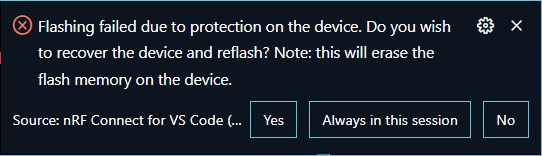 Flashing failed due to protection on the device. Do you wish
to recover the device and reflash? Note: this will erase the
flash memory on the device.
Source: nRF Connect for VS Code (... Yes Always in this session No